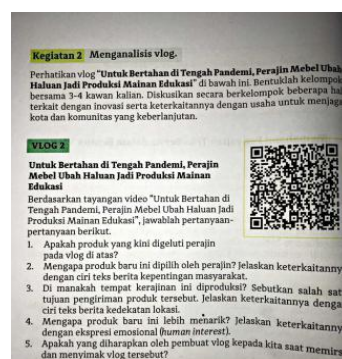 Kegiatan 2 Menganalisis vlog.
Perhatikan vlog "Untuk Bertahan di Tengah Pandemi, Perajin Mebel Ubah
Haluan Jadi Produksi Mainan Edukasi" di bawah ini. Bentuklah kelompok
bersama 3-4 kawan kalian. Diskusikan secara berkelompok beberapa hal
terkait dengan inovasi serta keterkaitannya dengan usaha untuk menjaga
kota dan komunitas yang keberlanjutan.
VLOG 2
Untuk Bertahan di Tengah Pandemi, Perajin
Mebel Ubah Haluan Jadi Produksi Mainan
Edukasi
Berdasarkan tayangan video "Untuk Bertahan di
Tengah Pandemi, Perajin Mebel Ubah Haluan Jadi
Produksi Mainan Edukasi", jawablah pertanyaan-
pertanyaan berikut.
1. Apakah produk yang kini digeluti perajin
pada vlog di atas?
2. Mengapa produk baru ini dipilih oleh perajin? Jelaskan keterkaitannya
dengan ciri teks berita kepentingan masyarakat.
3. Di manakah tempat kerajinan ini diproduksi? Sebutkan salah sat
tujuan pengiriman produk tersebut. Jelaskan keterkaitannya denga
ciri teks berita kedekatan lokasi.
4. Mengapa produk baru ini lebih menarik? Jelaskan keterkaitanny
dengan ekspresi emosional (human interest).
5. Apakah yang diharapkan oleh pembuat vlog kepada kita saat memirs
dan menyimak vlog tersebut?